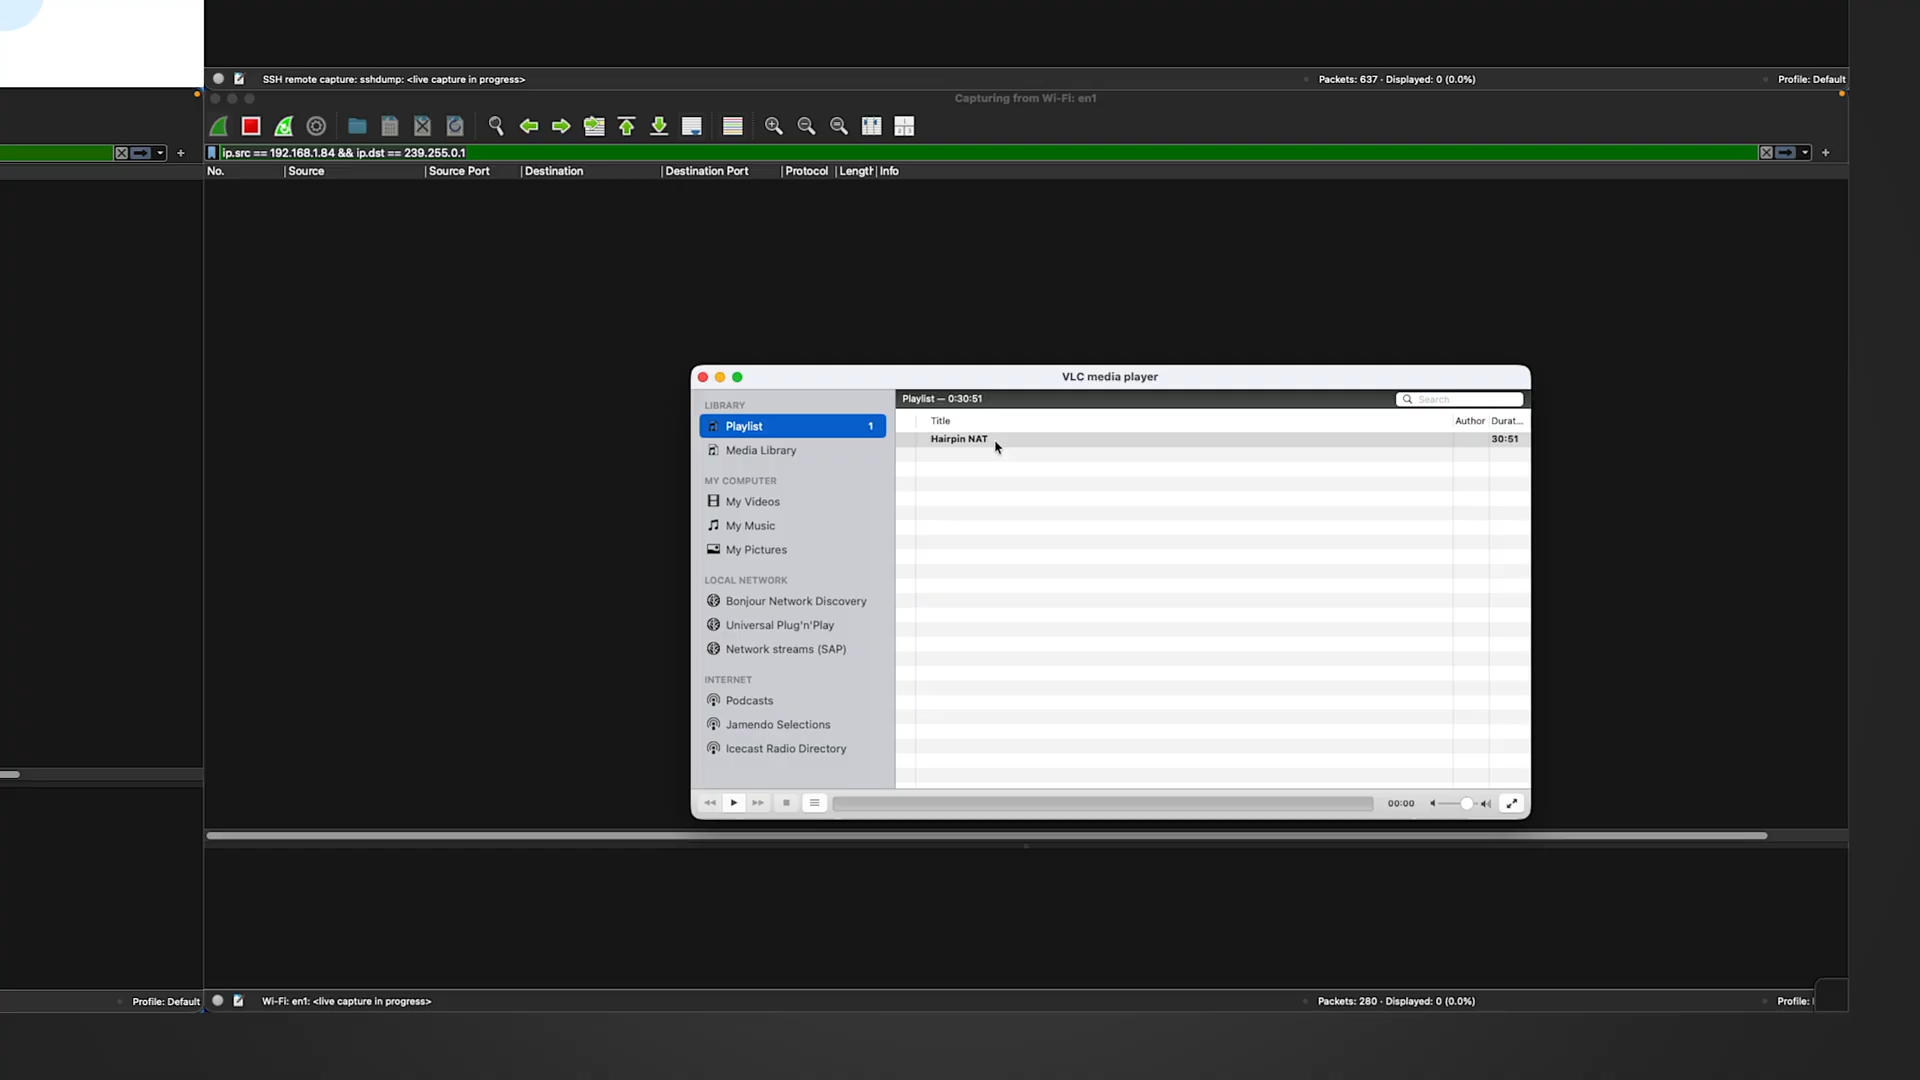 SSH remote capture: sshdump: <live capture in progress>
Packets: 637 · Displayed: 0 (0.0%)
Profile: Default
Capturing from Wi-Fi: en1
ip.src == 192.168.1.84 && ip.dst == 239.255.0.1
No. Source Source Port Destination Destination Port Protocol Length Info
VLC media player
LIBRARY
Playlist 1
Media Library
MY COMPUTER
My Videos
My Music
My Pictures
LOCAL NETWORK
Bonjour Network Discovery
Universal Plug'n'Play
Network streams (SAP)
INTERNET
Podcasts
Jamendo Selections
Icecast Radio Directory
Playlist — 0:30:51
Search
Title Author Durat...
Hairpin NAT 30:51
00:00
Profile: Default
Wi-Fi: en1: <live capture in progress>
Packets: 280 · Displayed: 0 (0.0%)
Profile: